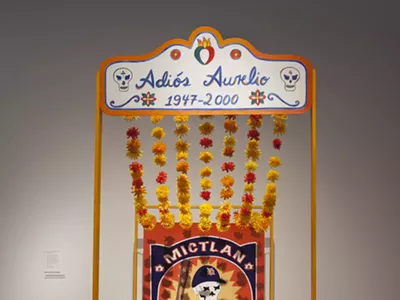 Adiós Aurelio
1947-2000
MICTLAN